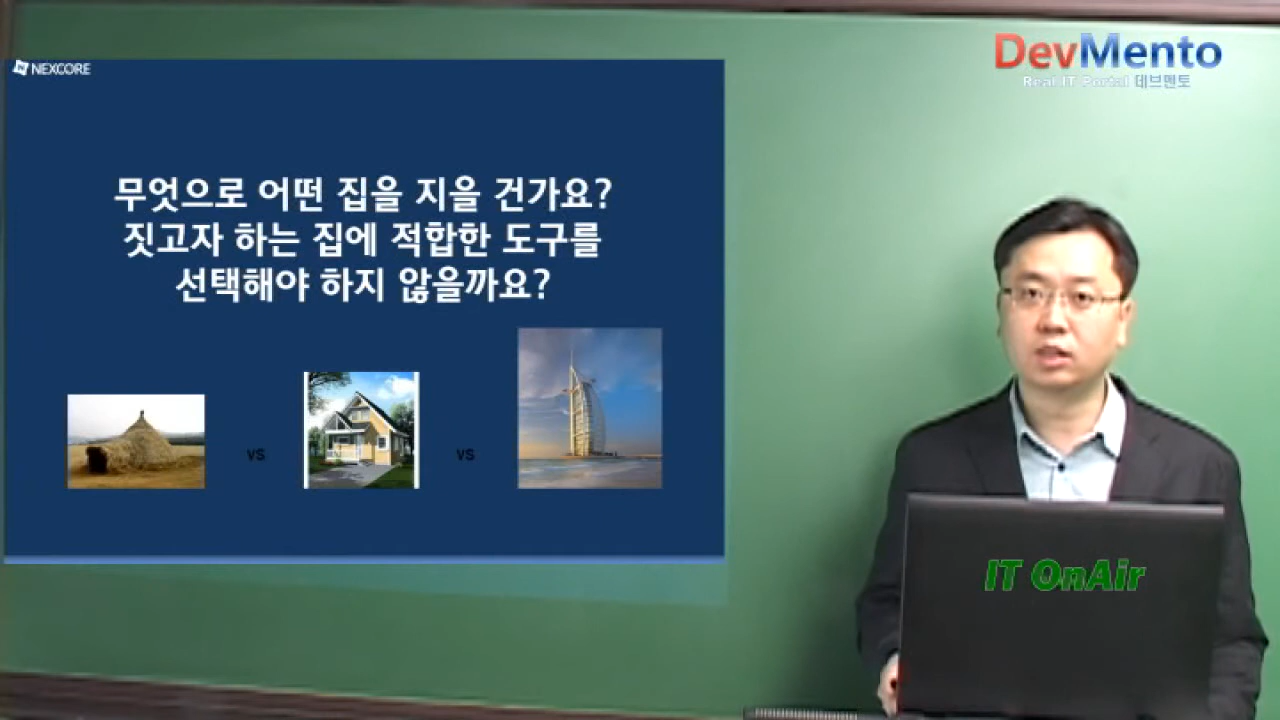 NEXCORE
DevMento
Real IT Portal 데브멘토
무엇으로 어떤 집을 지을 건가요?
짓고자 하는 집에 적합한 도구를
선택해야 하지 않을까요?
vs
vs
IT OnAir